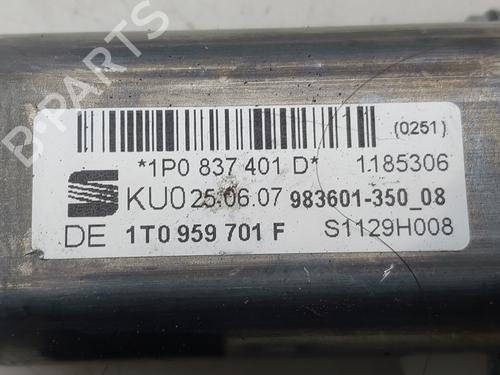 (0251)
*1P0 837 401 D* 1185306
KU0 25.06.07 983601-350_08
DE 1T0 959 701 F S1129H008
B-PARTS